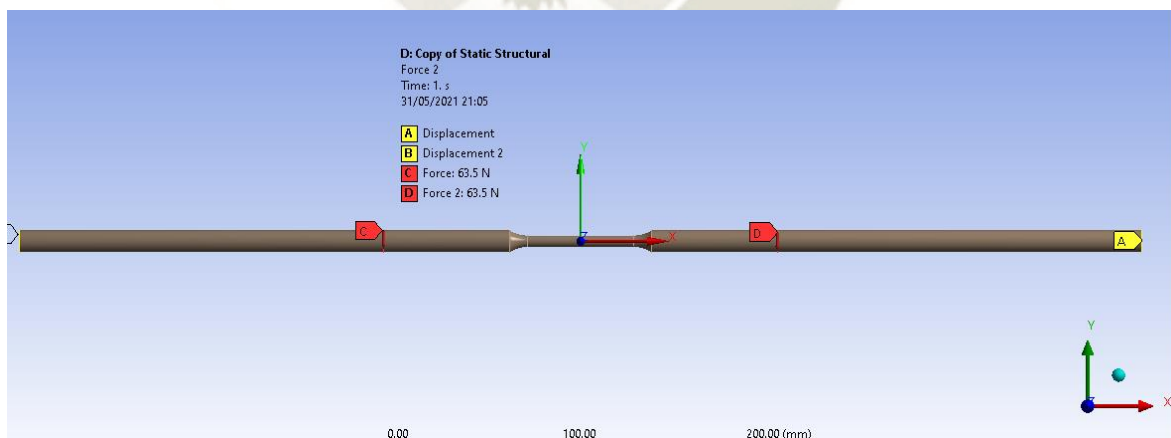 D: Copy of Static Structural
Force 2
Time: 1. s
31/05/2021 21:05
A Displacement
B Displacement 2
C Force: 63.5 N
D Force 2: 63.5 N
Y
C
Z
X
D
A
Y
Z
X
0.00 100.00 200.00 (mm)